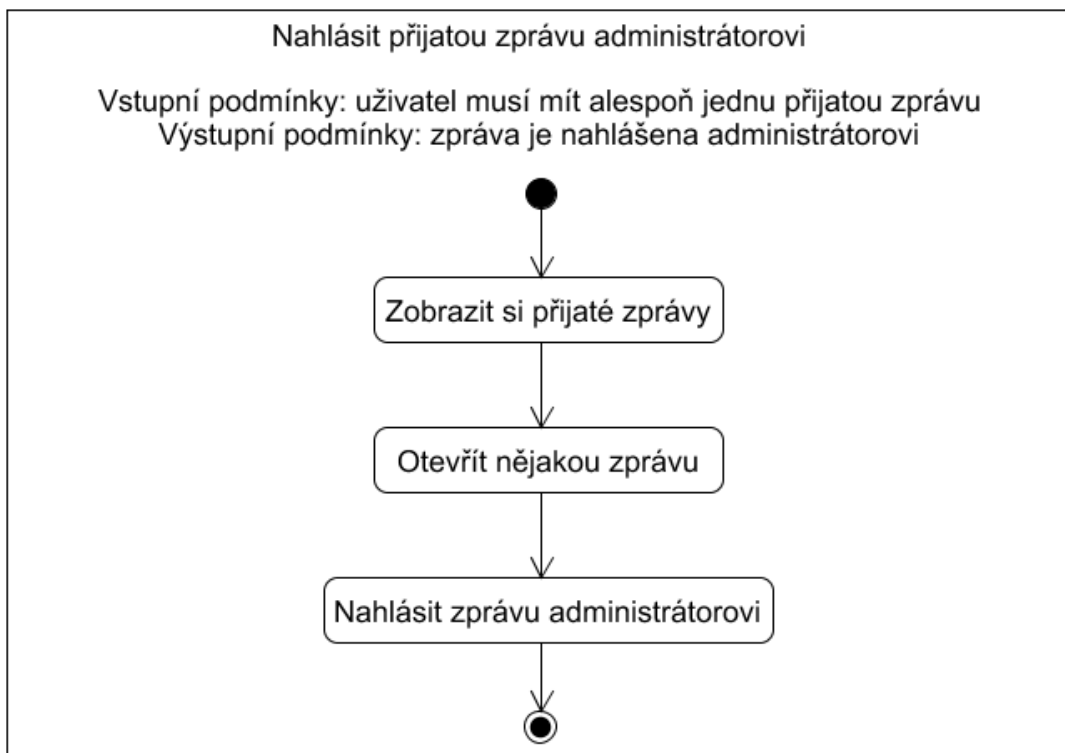 Nahlásit přijatou zprávu administrátorovi
Vstupní podmínky: uživatel musí mít alespoň jednu přijatou zprávu
Výstupní podmínky: zpráva je nahlášena administrátorovi
Zobrazit si přijaté zprávy
Otevřít nějakou zprávu
Nahlásit zprávu administrátorovi